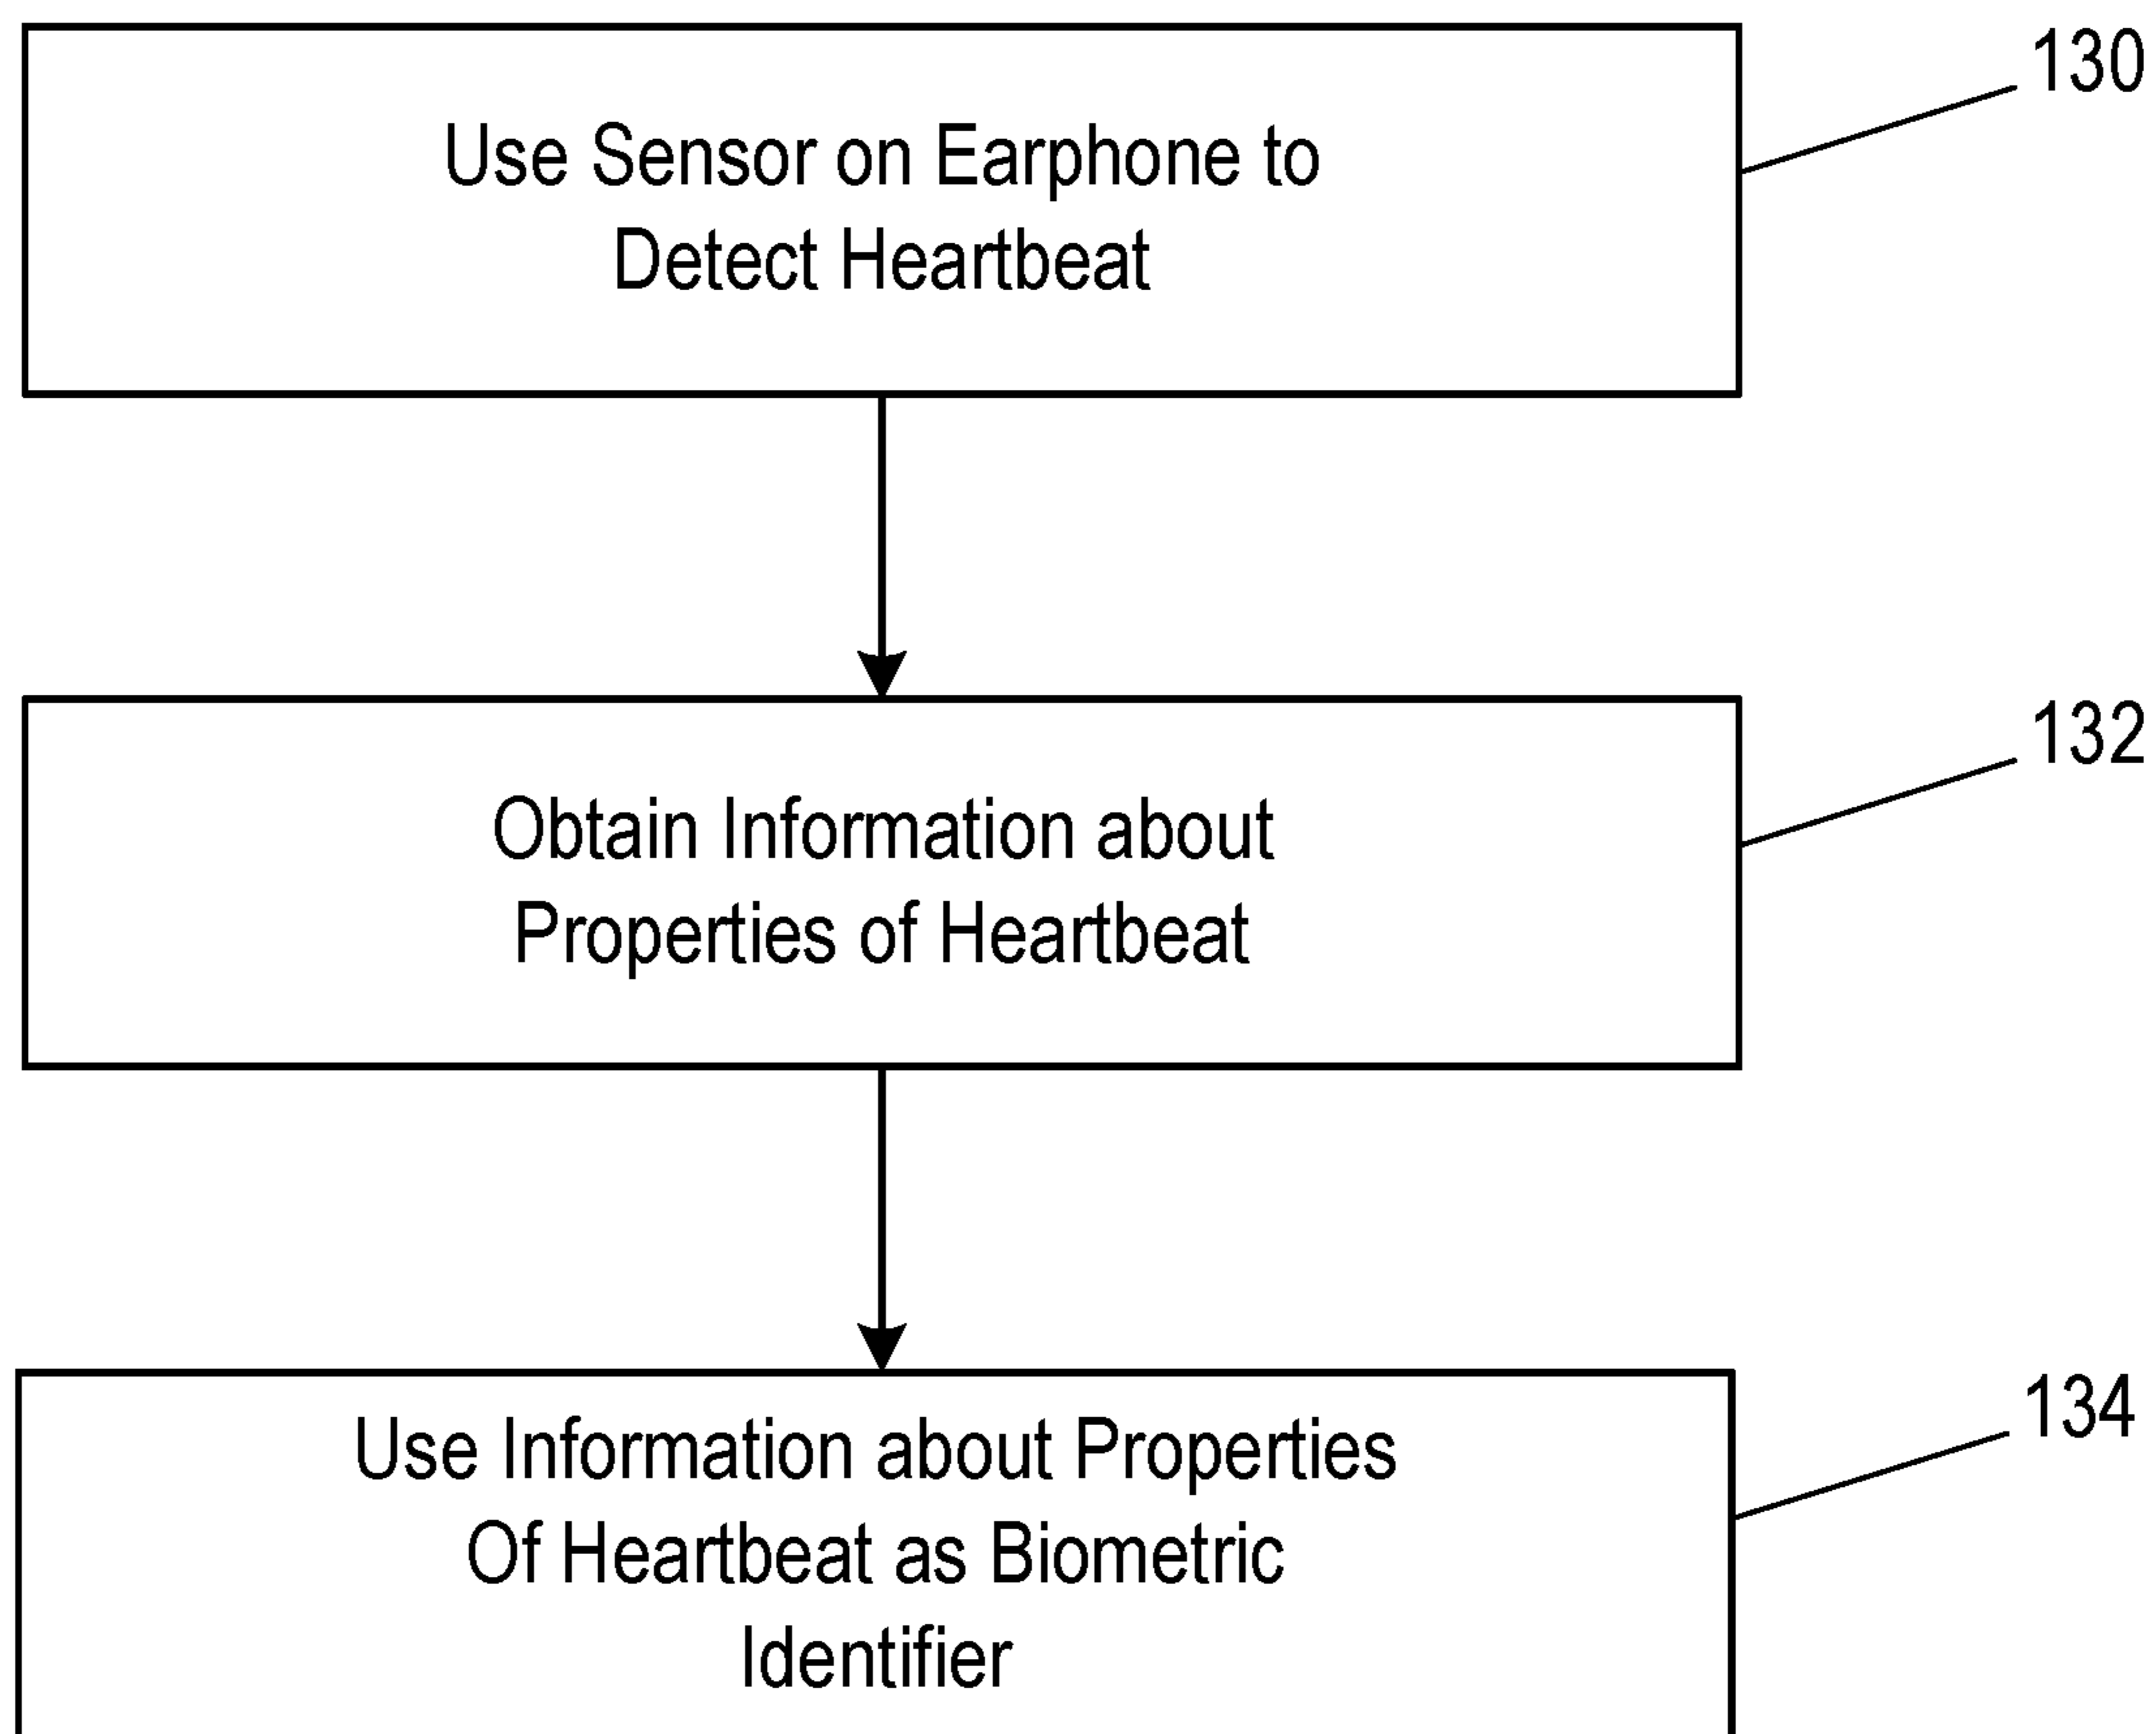 130
Use Sensor on Earphone to
Detect Heartbeat
132
Obtain Information about
Properties of Heartbeat
134
Use Information about Properties
Of Heartbeat as Biometric
Identifier